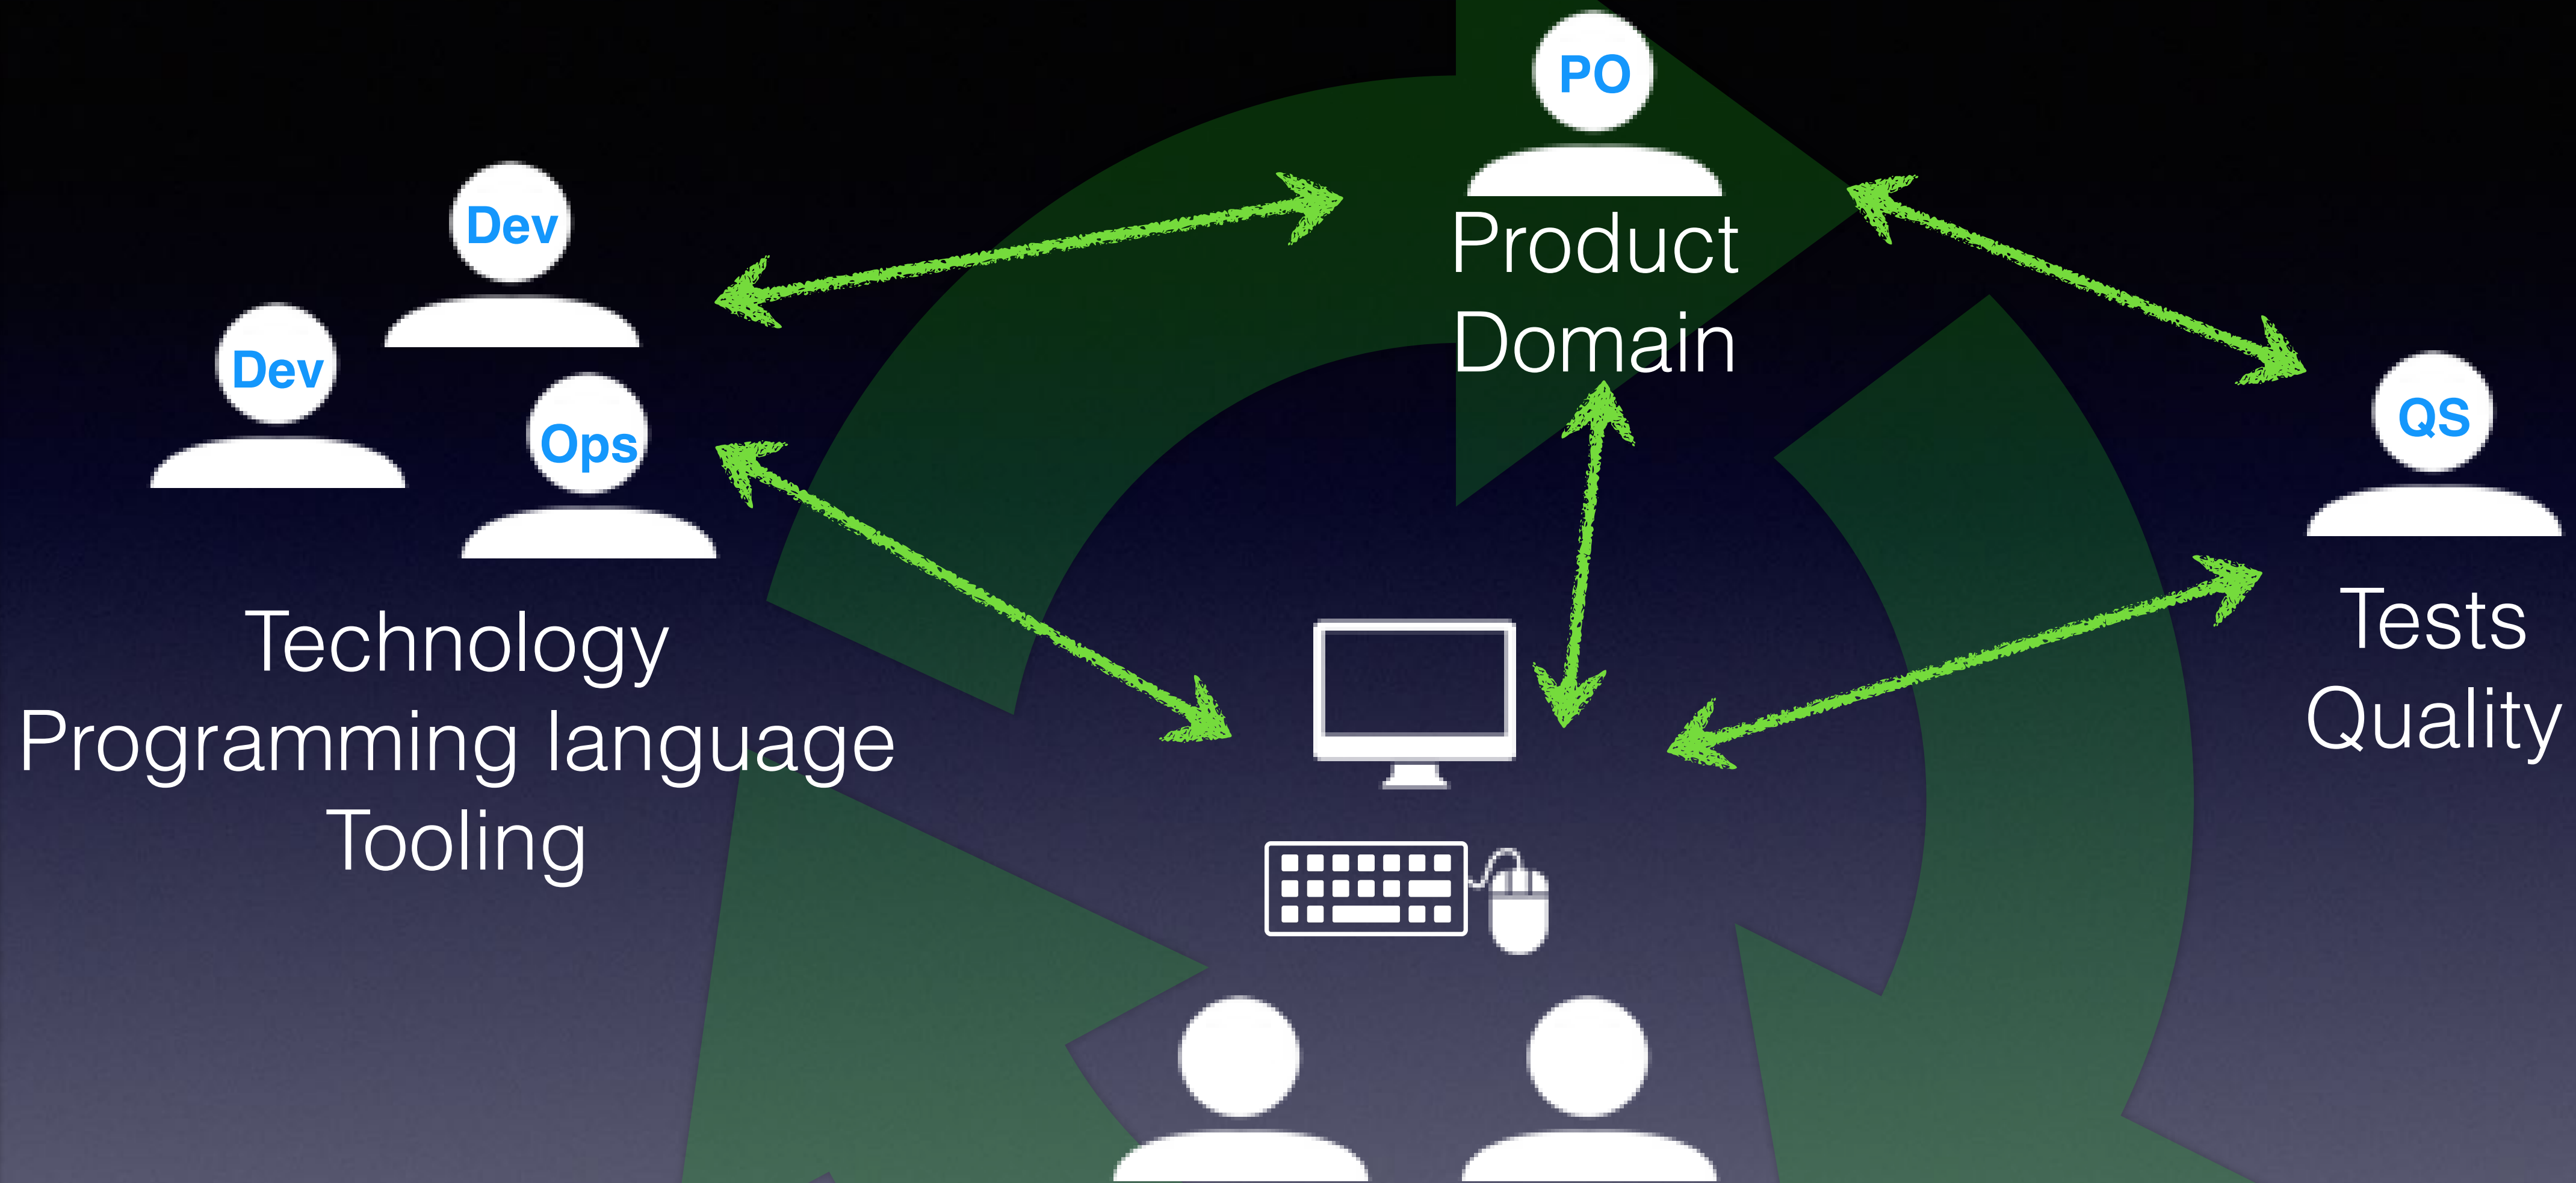 PO
Product
Domain
Dev
Dev
Ops
Technology
Programming language
Tooling
QS
Tests
Quality